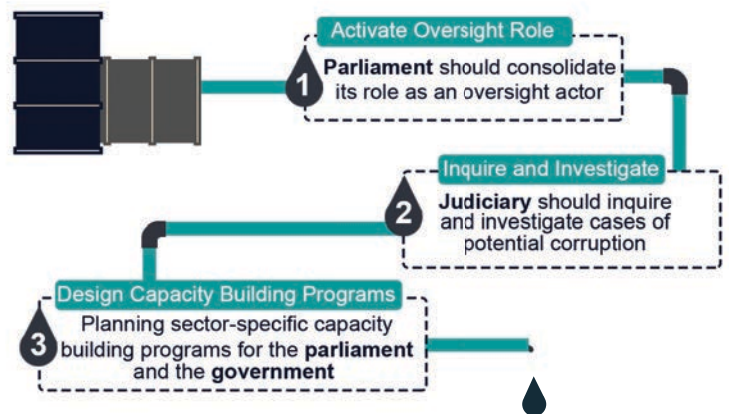 Activate Oversight Role
1
Parliament should consolidate
its role as an oversight actor
Inquire and Investigate
2
Judiciary should inquire
and investigate cases of
potential corruption
Design Capacity Building Programs
3
Planning sector-specific capacity
building programs for the parliament
and the government